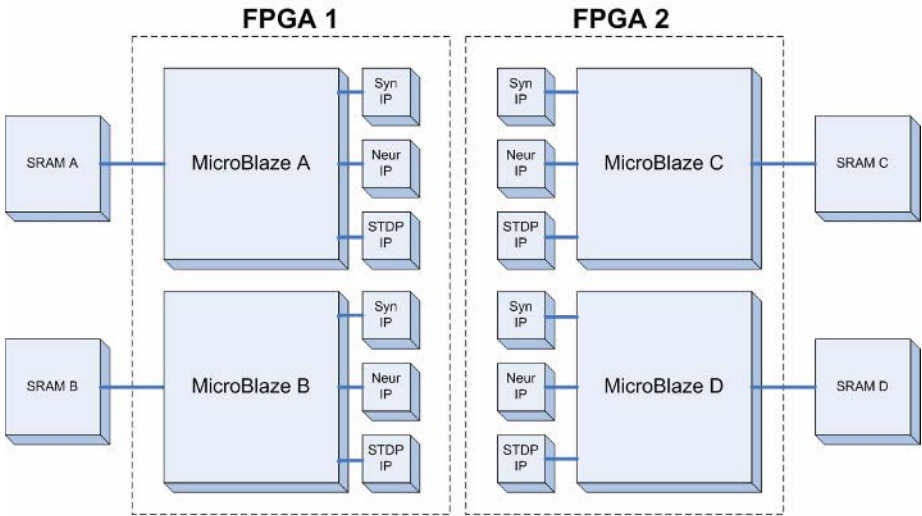 FPGA 1
FPGA 2
Syn
IP
Syn
IP
SRAM A
MicroBlaze A
Neur
IP
Neur
IP
MicroBlaze C
SRAM C
STDP
IP
STDP
IP
Syn
IP
Syn
IP
SRAM B
MicroBlaze B
Neur
IP
Neur
IP
MicroBlaze D
SRAM D
STDP
IP
STDP
IP